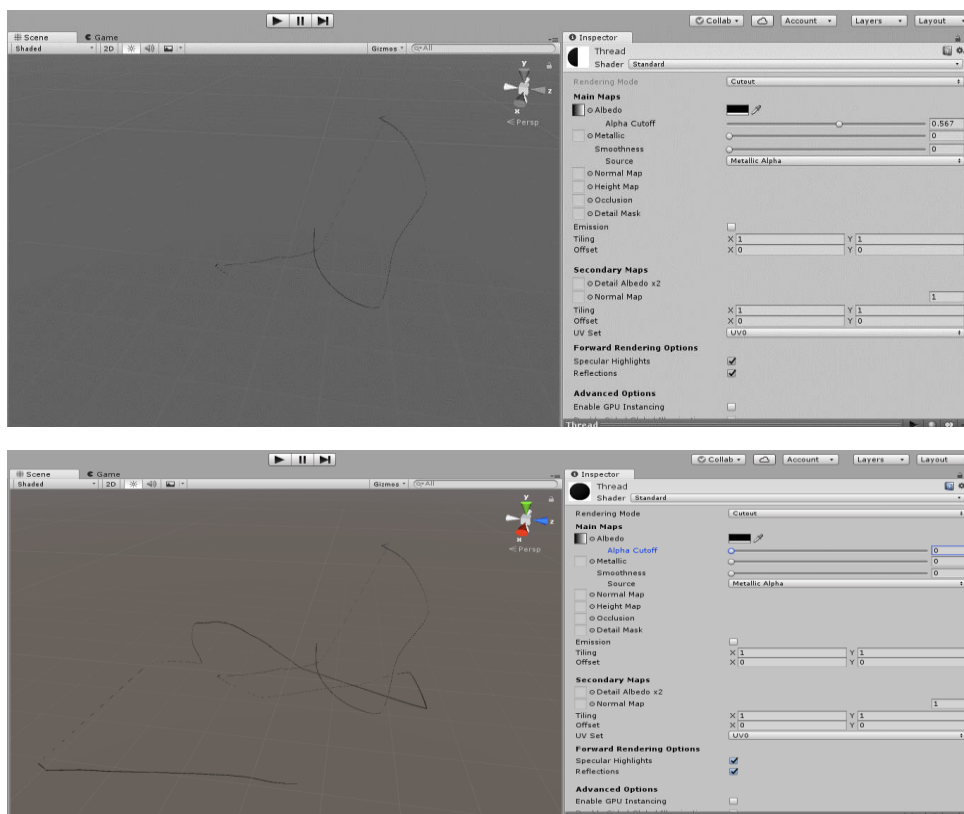 Collab Account Layers Layout
Scene Game Inspector
Shaded 2D Gizmos All
Thread
Shader Standard
y
z
x
Persp
Rendering Mode Cutout
Main Maps
Albedo
Alpha Cutoff 0.567
Metallic 0
Smoothness 0
Source Metallic Alpha
Normal Map
Height Map
Occlusion
Detail Mask
Emission
Tiling X 1 Y 1
Offset X 0 Y 0
Secondary Maps
Detail Albedo x2
Normal Map 1
Tiling X 1 Y 1
Offset X 0 Y 0
UV Set UV0
Forward Rendering Options
Specular Highlights
Reflections
Advanced Options
Enable GPU Instancing
Thread
Collab Account Layers Layout
Scene Game Inspector
Shaded 2D Gizmos All
Thread
Shader Standard
y
z
x
Persp
Rendering Mode Cutout
Main Maps
Albedo
Alpha Cutoff 0
Metallic 0
Smoothness 0
Source Metallic Alpha
Normal Map
Height Map
Occlusion
Detail Mask
Emission
Tiling X 1 Y 1
Offset X 0 Y 0
Secondary Maps
Detail Albedo x2
Normal Map 1
Tiling X 1 Y 1
Offset X 0 Y 0
UV Set UV0
Forward Rendering Options
Specular Highlights
Reflections
Advanced Options
Enable GPU Instancing